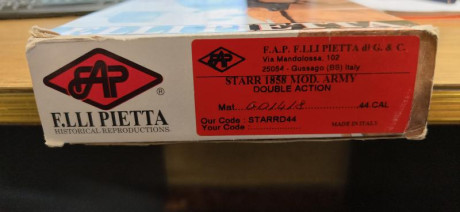 FAP
F.LLI PIETTA
HISTORICAL REPRODUCTIONS
FAP
F.A.P. F.LLI PIETTA di G. & C.
Via Mandolossa, 102
25064 - Gussago (BS) Italy
STARR 1858 MOD. ARMY
DOUBLE ACTION
Mat. .44 CAL
Our Code : STARRD44
Your Code :
MADE IN ITALY